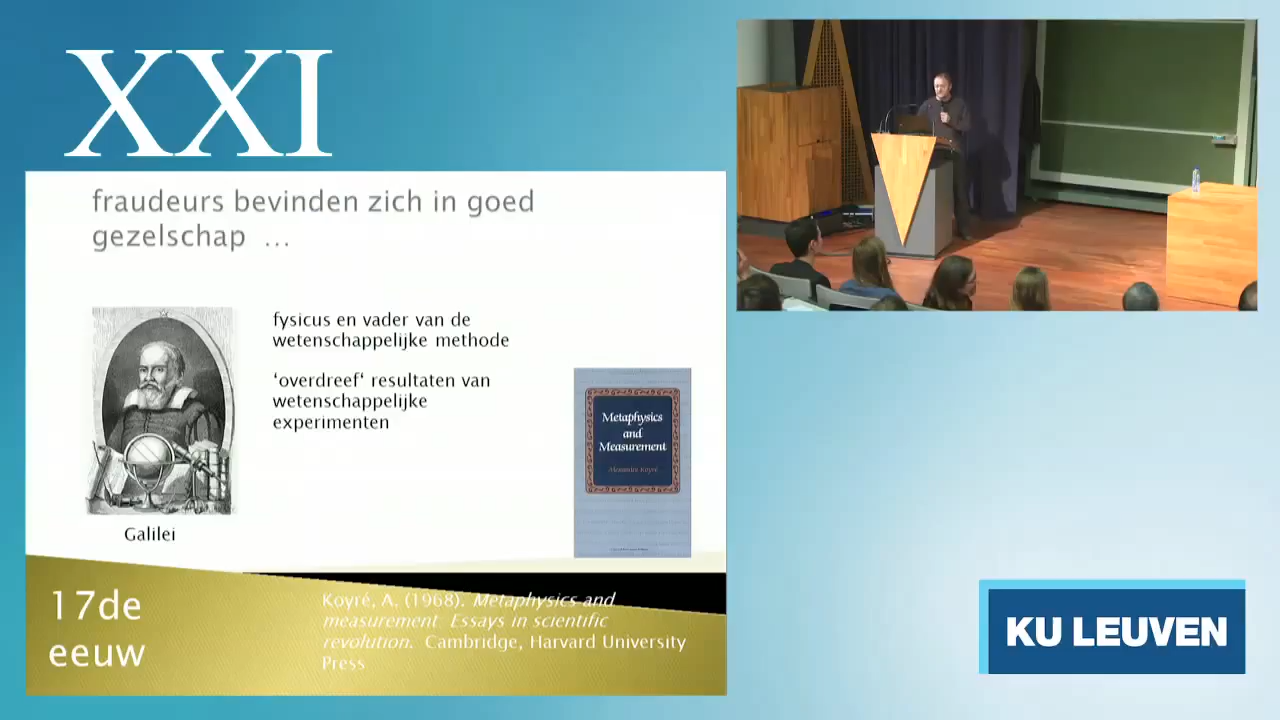 XXI
fraudeurs bevinden zich in goed
gezelschap ...
fysicus en vader van de
wetenschappelijke methode
‘overdreef‘ resultaten van
wetenschappelijke
experimenten
Metaphysics
and
Measurement
Alexandre Koyré
Galilei
17de
eeuw
Koyré, A. (1968). Metaphysics and
measurement: Essays in scientific
revolution. Cambridge, Harvard University
Press
KU LEUVEN